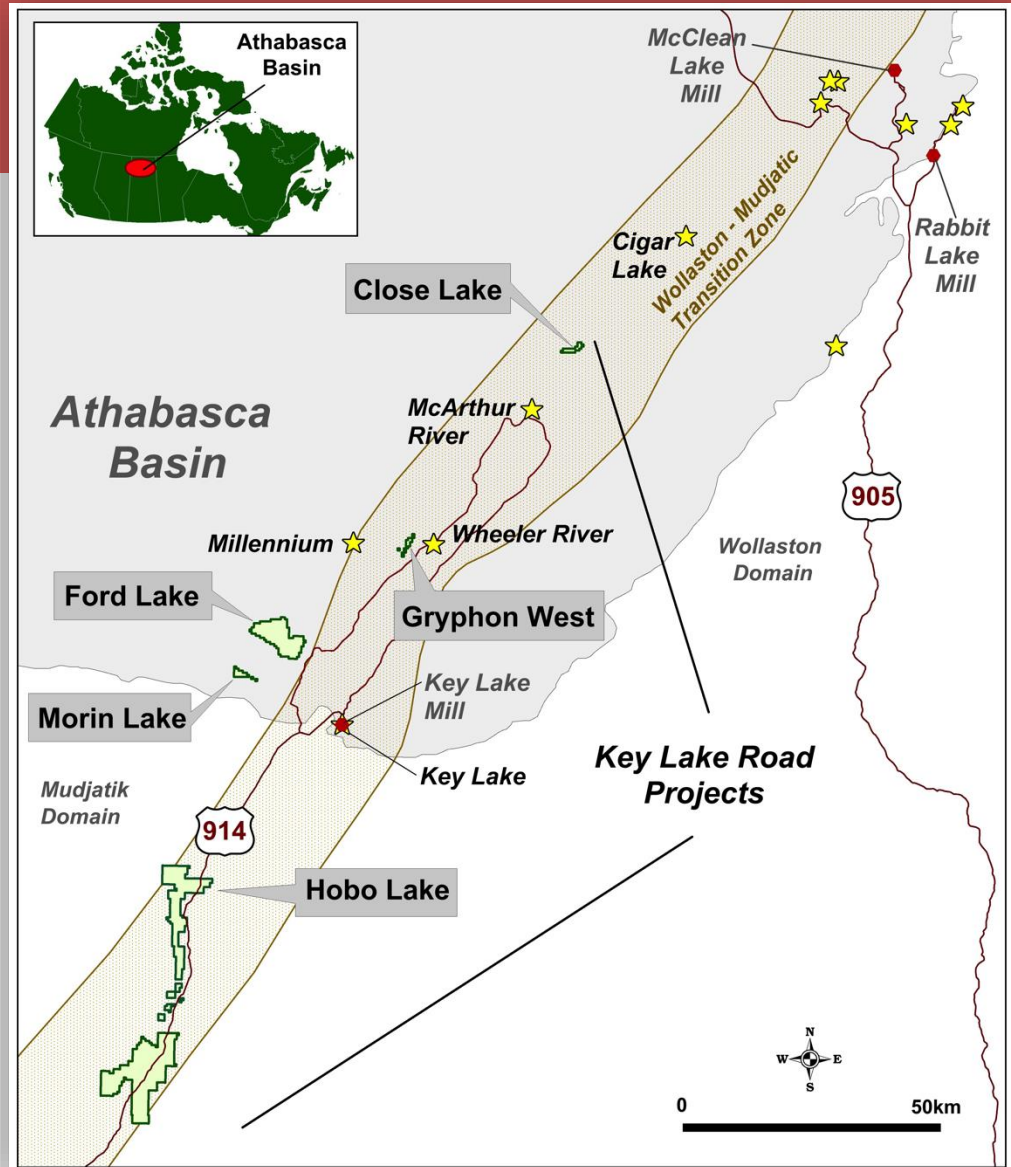 Athabasca
Basin
McClean
Lake
Mill
Wollaston - Mudjatic
Transition Zone
Cigar
Lake
Rabbit
Lake
Mill
Close Lake
Athabasca
Basin
McArthur
River
905
Millennium
Wheeler River
Wollaston
Domain
Ford Lake
Gryphon West
Morin Lake
Key Lake
Mill
Key Lake
Key Lake Road
Projects
Mudjatik
Domain
914
Hobo Lake
N
W E
S
0 50km